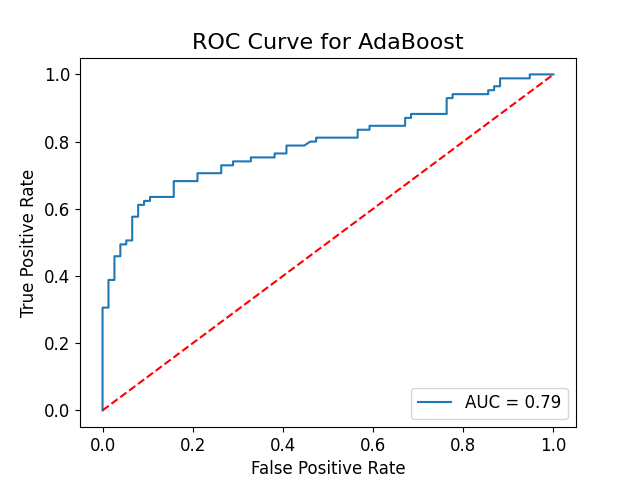 ROC Curve for AdaBoost
True Positive Rate
1.0
0.8
0.6
0.4
0.2
0.0
AUC = 0.79
0.0 0.2 0.4 0.6 0.8 1.0
False Positive Rate